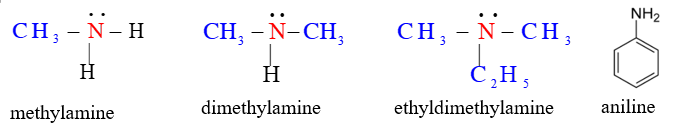 CH₃ – N – H
H
methylamine
CH₃ – N – CH₃
H
dimethylamine
CH₃ – N – CH₃
C₂H₅
ethyldimethylamine
NH₂
aniline